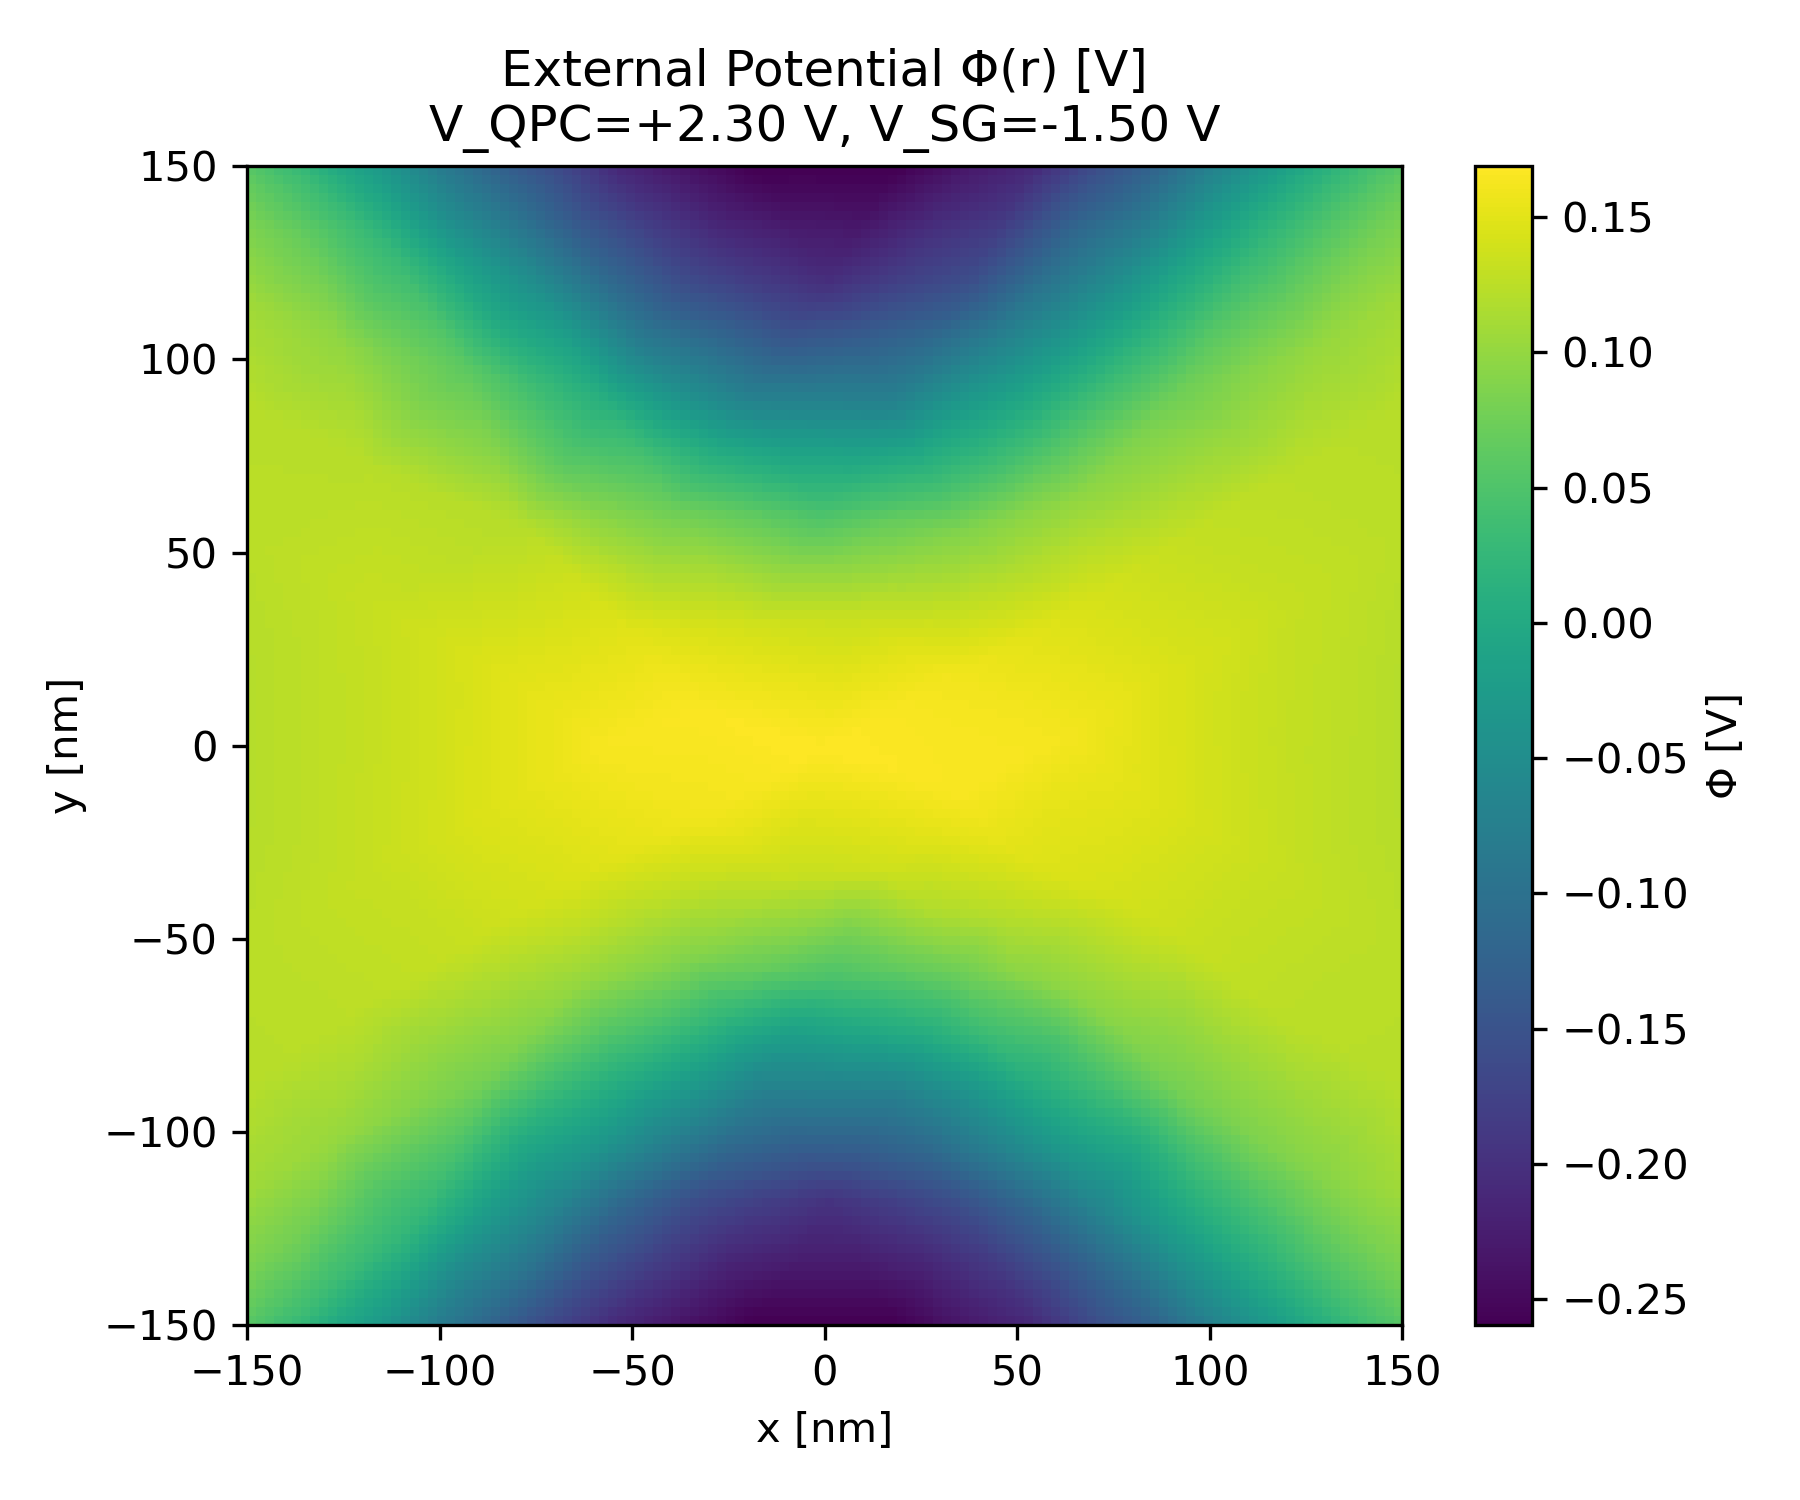 External Potential Φ(r) [V]
V_QPC=+2.30 V, V_SG=-1.50 V
150
100
50
0
−50
−100
−150
y [nm]
−150 −100 −50 0 50 100 150
x [nm]
0.15
0.10
0.05
0.00
−0.05
−0.10
−0.15
−0.20
−0.25
Φ [V]